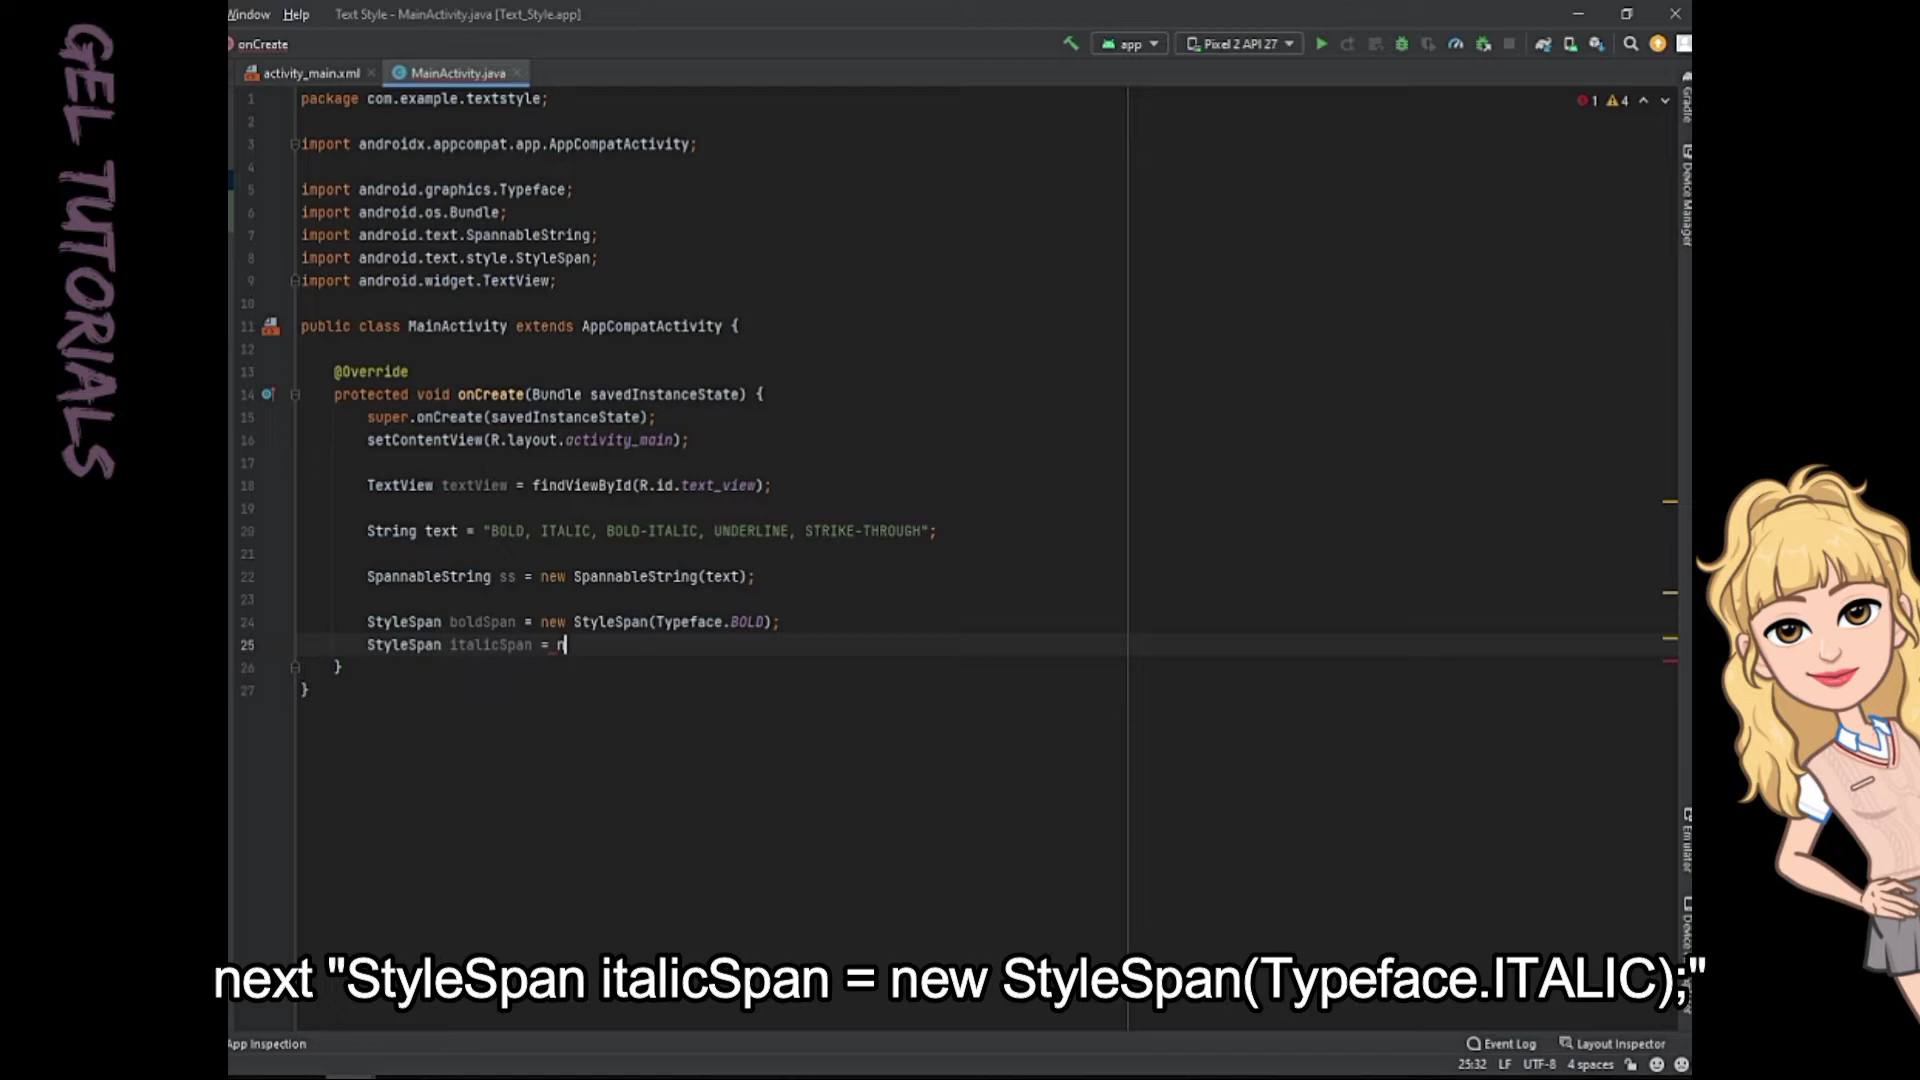 GEL TUTORIALS
Window Help Text Style - MainActivity.java [Text_Style.app]
onCreate app Pixel 2 API 27
activity_main.xml MainActivity.java
1 package com.example.textstyle; 1 4
2
3 import androidx.appcompat.app.AppCompatActivity;
4
5 import android.graphics.Typeface;
6 import android.os.Bundle;
7 import android.text.SpannableString;
8 import android.text.style.StyleSpan;
9 import android.widget.TextView;
10
11 public class MainActivity extends AppCompatActivity {
12
13 @Override
14 protected void onCreate(Bundle savedInstanceState) {
15 super.onCreate(savedInstanceState);
16 setContentView(R.layout.activity_main);
17
18 TextView textView = findViewById(R.id.text_view);
19
20 String text = "BOLD, ITALIC, BOLD-ITALIC, UNDERLINE, STRIKE-THROUGH";
21
22 SpannableString ss = new SpannableString(text);
23
24 StyleSpan boldSpan = new StyleSpan(Typeface.BOLD);
25 StyleSpan italicSpan = n
26 }
27 }
Gradle
Device Manager
Emulator
next "StyleSpan italicSpan = new StyleSpan(Typeface.ITALIC);"
App Inspection Event Log Layout Inspector
25:32 LF UTF-8 4 spaces